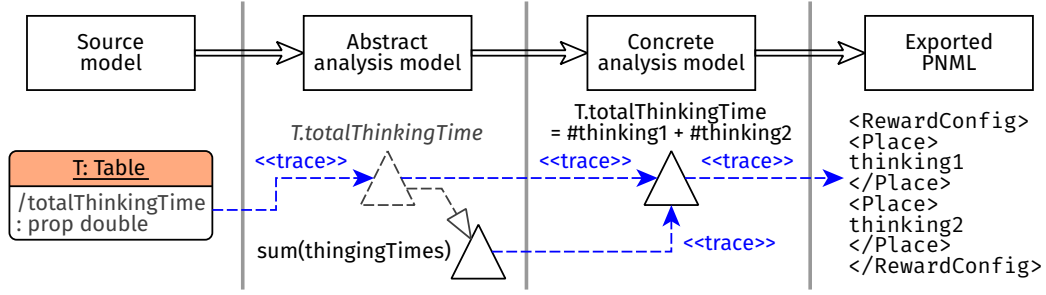 Source
model
Abstract
analysis model
Concrete
analysis model
Exported
PNML
T: Table
/totalThinkingTime
: prop double
<<trace>>
T.totalThinkingTime
sum(thingingTimes)
T.totalThinkingTime
= #thinking1 + #thinking2
<<trace>>
<<trace>>
<<trace>>
<RewardConfig>
<Place>
thinking1
</Place>
<Place>
thinking2
</Place>
</RewardConfig>